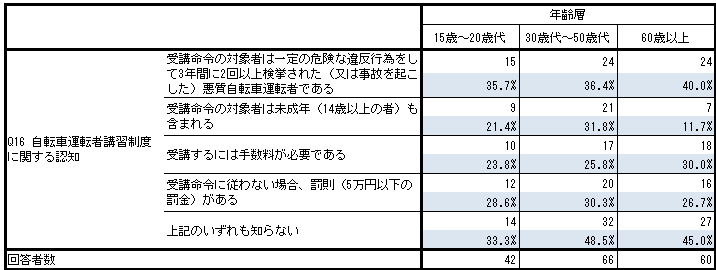 年齢層
15歳～20歳代 30歳代～50歳代 60歳以上
Q16 自転車運転者講習制度
に関する認知
受講命令の対象者は一定の危険な違反行為をし
て3年間に2回以上検挙された（又は事故を起こ
した）悪質自転車運転者である
15 24 24
35.7% 36.4% 40.0%
受講命令の対象者は未成年（14歳以上の者）も
含まれる
9 21 7
21.4% 31.8% 11.7%
受講するには手数料が必要である
10 17 18
23.8% 25.8% 30.0%
受講命令に従わない場合、罰則（5万円以下の
罰金）がある
12 20 16
28.6% 30.3% 26.7%
上記のいずれも知らない
14 32 27
33.3% 48.5% 45.0%
回答者数 42 66 60